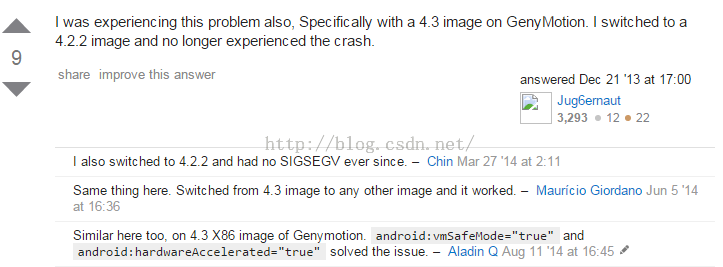 I was experiencing this problem also, Specifically with a 4.3 image on GenyMotion. I switched to a
4.2.2 image and no longer experienced the crash.
9
share improve this answer
answered Dec 21 '13 at 17:00
Jug6ernaut
3,293 12 22
http://blog.csdn.net/
I also switched to 4.2.2 and had no SIGSEGV ever since. – Chin Mar 27 '14 at 2:11
Same thing here. Switched from 4.3 image to any other image and it worked. – Maurício Giordano Jun 5 '14
at 16:36
Similar here too, on 4.3 X86 image of Genymotion. android:vmSafeMode="true" and
android:hardwareAccelerated="true" solved the issue. – Aladin Q Aug 11 '14 at 16:45